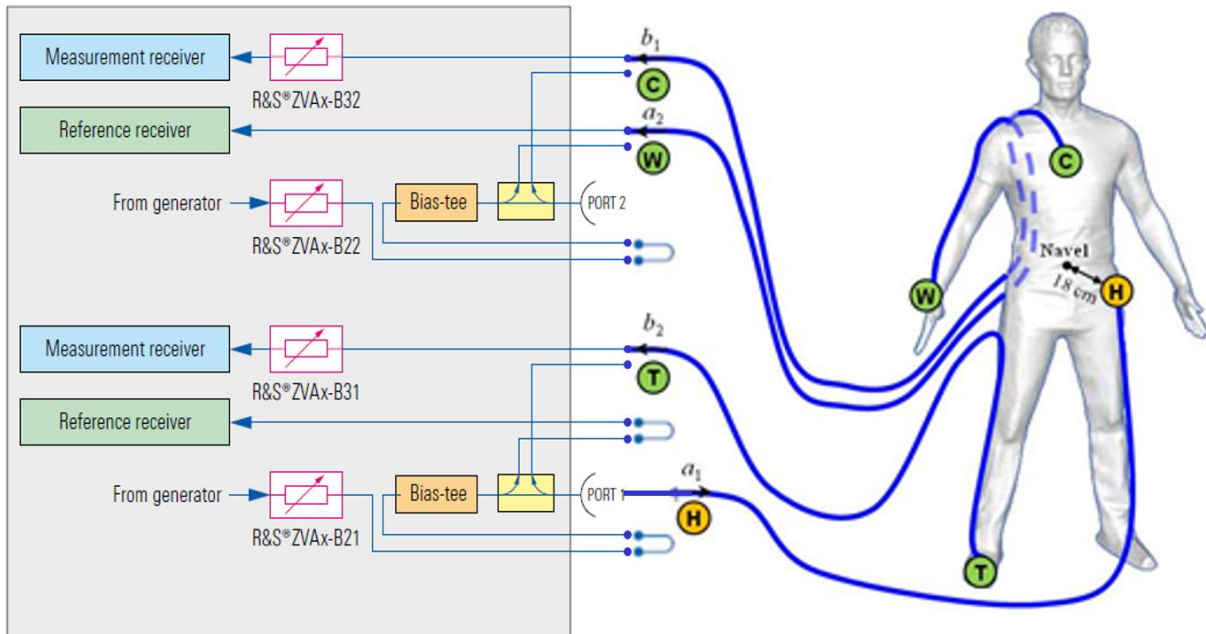 Measurement receiver
R&S®ZVAx-B32
b₁
C
Reference receiver
a₂
W
From generator
R&S®ZVAx-B22
Bias-tee
PORT 2
Measurement receiver
R&S®ZVAx-B31
b₂
T
Reference receiver
From generator
R&S®ZVAx-B21
Bias-tee
PORT 1
a₁
H
C
Navel
18 cm
H
W
T